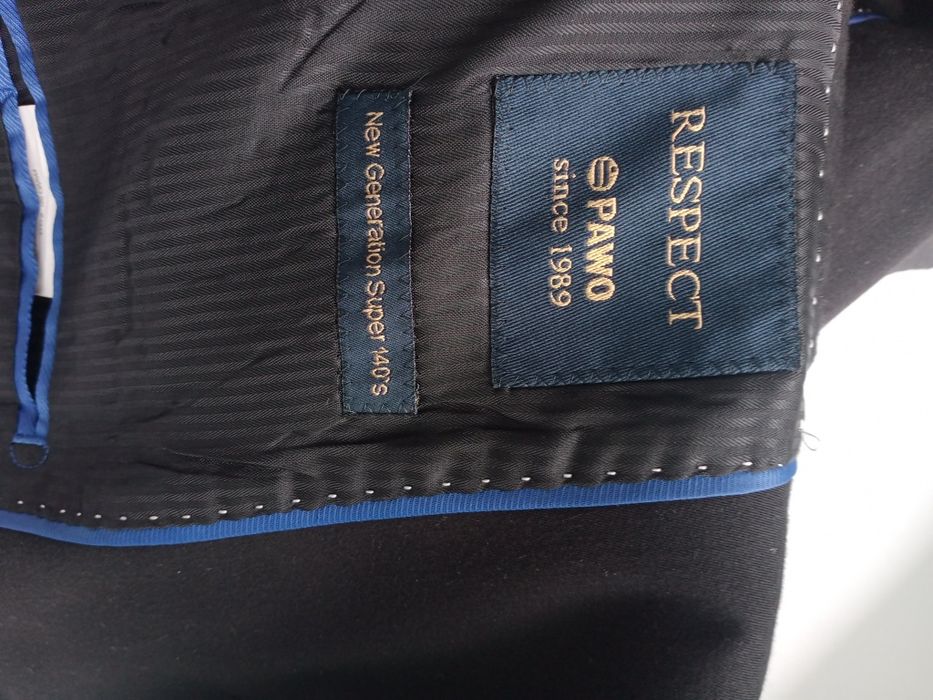 RESPECT
PAWO
since 1989
New Generation Super 140's